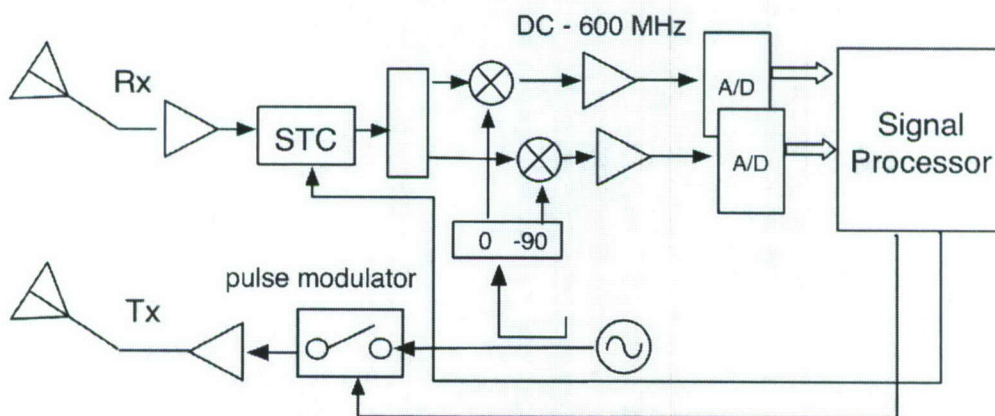 DC - 600 MHz
Rx
STC
A/D
A/D
Signal
Processor
0 -90
pulse modulator
Tx